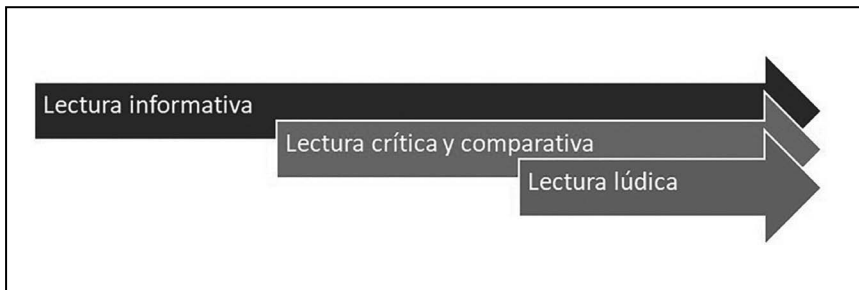 Lectura informativa
Lectura crítica y comparativa
Lectura lúdica